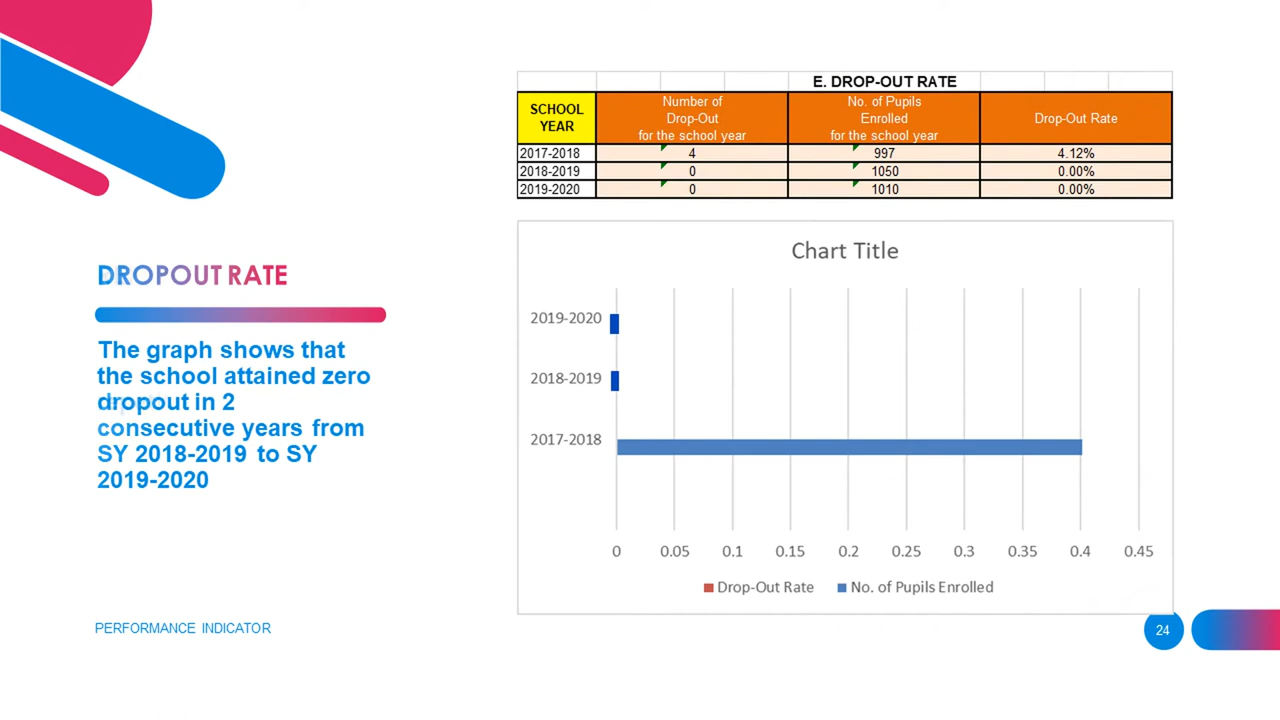 DROPOUT RATE
The graph shows that
the school attained zero
dropout in 2
consecutive years from
SY 2018-2019 to SY
2019-2020
PERFORMANCE INDICATOR
E. DROP-OUT RATE
SCHOOL
YEAR
Number of
Drop-Out
for the school year
No. of Pupils
Enrolled
for the school year
Drop-Out Rate
2017-2018 4 997 4.12%
2018-2019 0 1050 0.00%
2019-2020 0 1010 0.00%
Chart Title
2019-2020
2018-2019
2017-2018
0 0.05 0.1 0.15 0.2 0.25 0.3 0.35 0.4 0.45
Drop-Out Rate No. of Pupils Enrolled
24